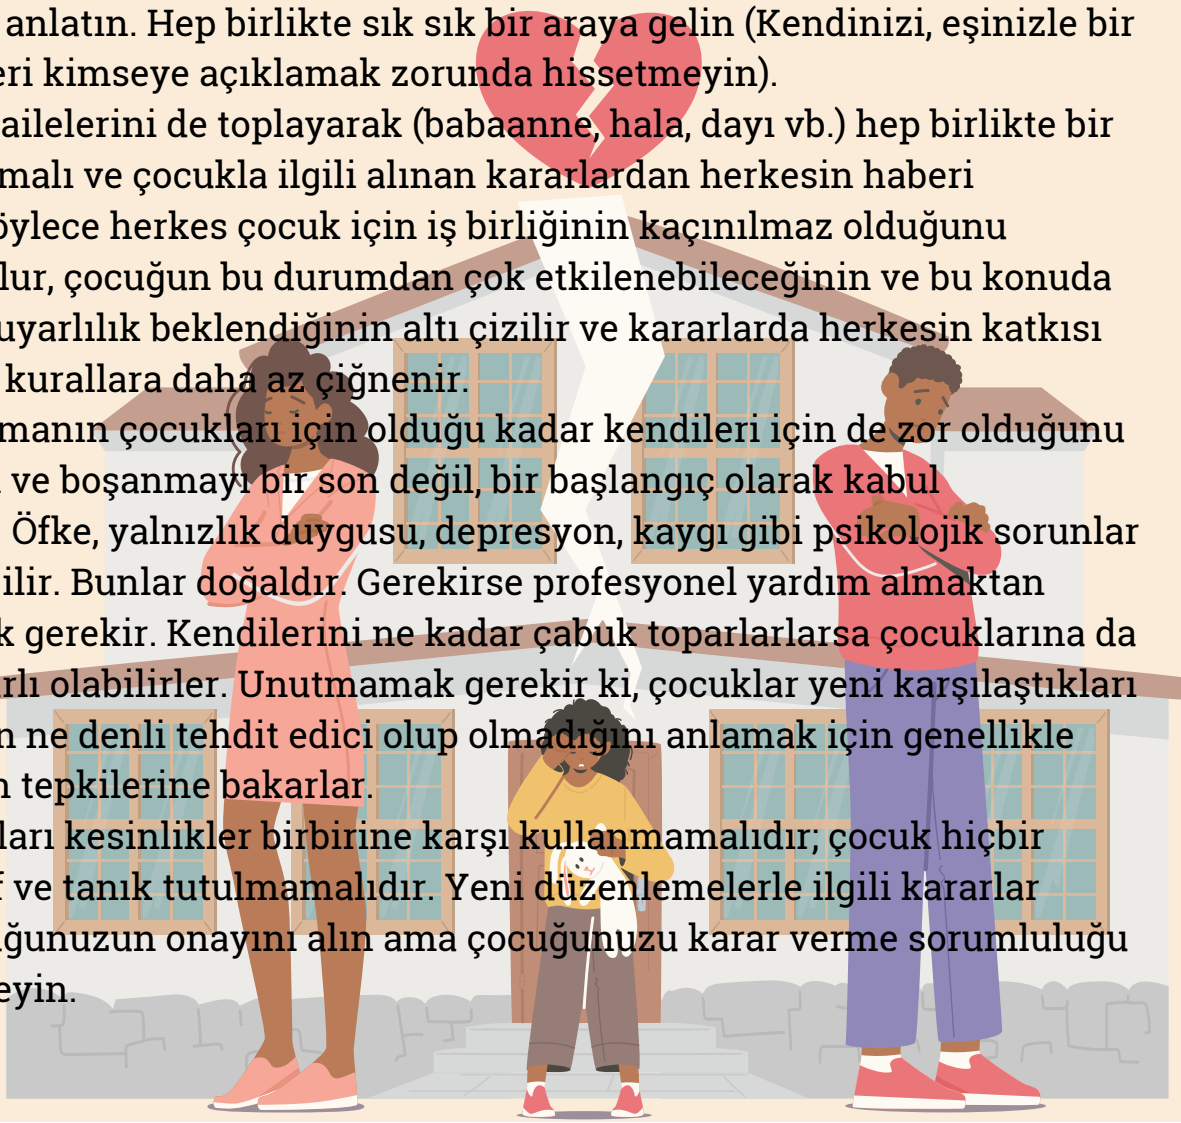 anlatın. Hep birlikte sık sık bir araya gelin (Kendinizi, eşinizle bir
eri kimseye açıklamak zorunda hissetmeyin).
ailelerini de toplayarak (babaanne, hala, dayı vb.) hep birlikte bir
malı ve çocukla ilgili alınan kararlardan herkesin haberi
öylece herkes çocuk için iş birliğinin kaçınılmaz olduğunu
lur, çocuğun bu durumdan çok etkilenebileceğinin ve bu konuda
uyarlılık beklendiğinin altı çizilir ve kararlarda herkesin katkısı
kurallara daha az çiğnenir.
manın çocukları için olduğu kadar kendileri için de zor olduğunu
ve boşanmayı bir son değil, bir başlangıç olarak kabul
Öfke, yalnızlık duygusu, depresyon, kaygı gibi psikolojik sorunlar
ilir. Bunlar doğaldır. Gerekirse profesyonel yardım almaktan
k gerekir. Kendilerini ne kadar çabuk toparlarlarsa çocuklarına da
rlı olabilirler. Unutmamak gerekir ki, çocuklar yeni karşılaştıkları
n ne denli tehdit edici olup olmadığını anlamak için genellikle
n tepkilerine bakarlar.
ları kesinlikler birbirine karşı kullanmamalıdır; çocuk hiçbir
f ve tanık tutulmamalıdır. Yeni düzenlemelerle ilgili kararlar
ğunuzun onayını alın ama çocuğunuzu karar verme sorumluluğu
eyin.